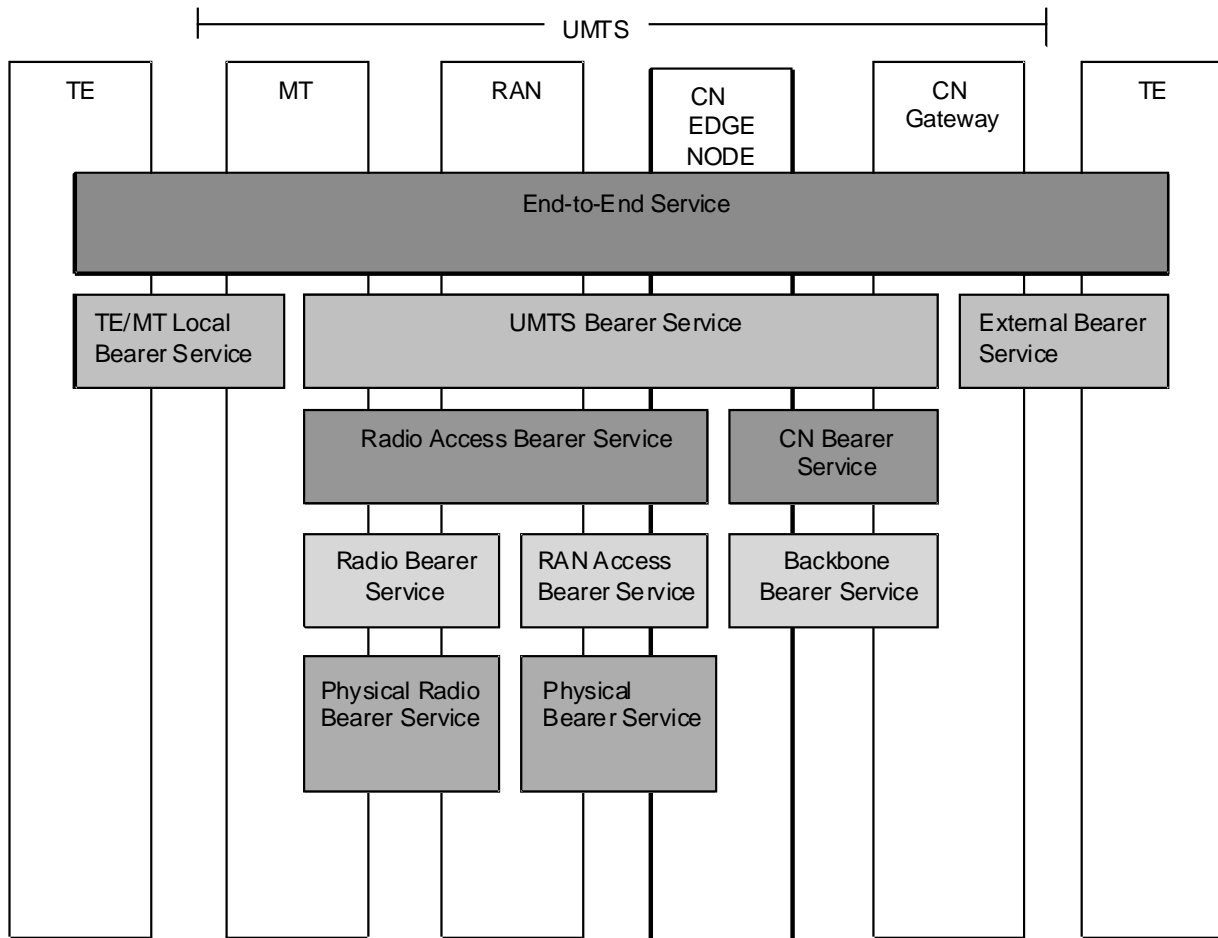 UMTS
TE
MT
RAN
CN
EDGE
NODE
CN
Gateway
TE
End-to-End Service
TE/MT Local
Bearer Service
UMTS Bearer Service
External Bearer
Service
Radio Access Bearer Service
CN Bearer
Service
Radio Bearer
Service
RAN Access
Bearer Service
Backbone
Bearer Service
Physical Radio
Bearer Service
Physical
Bearer Service